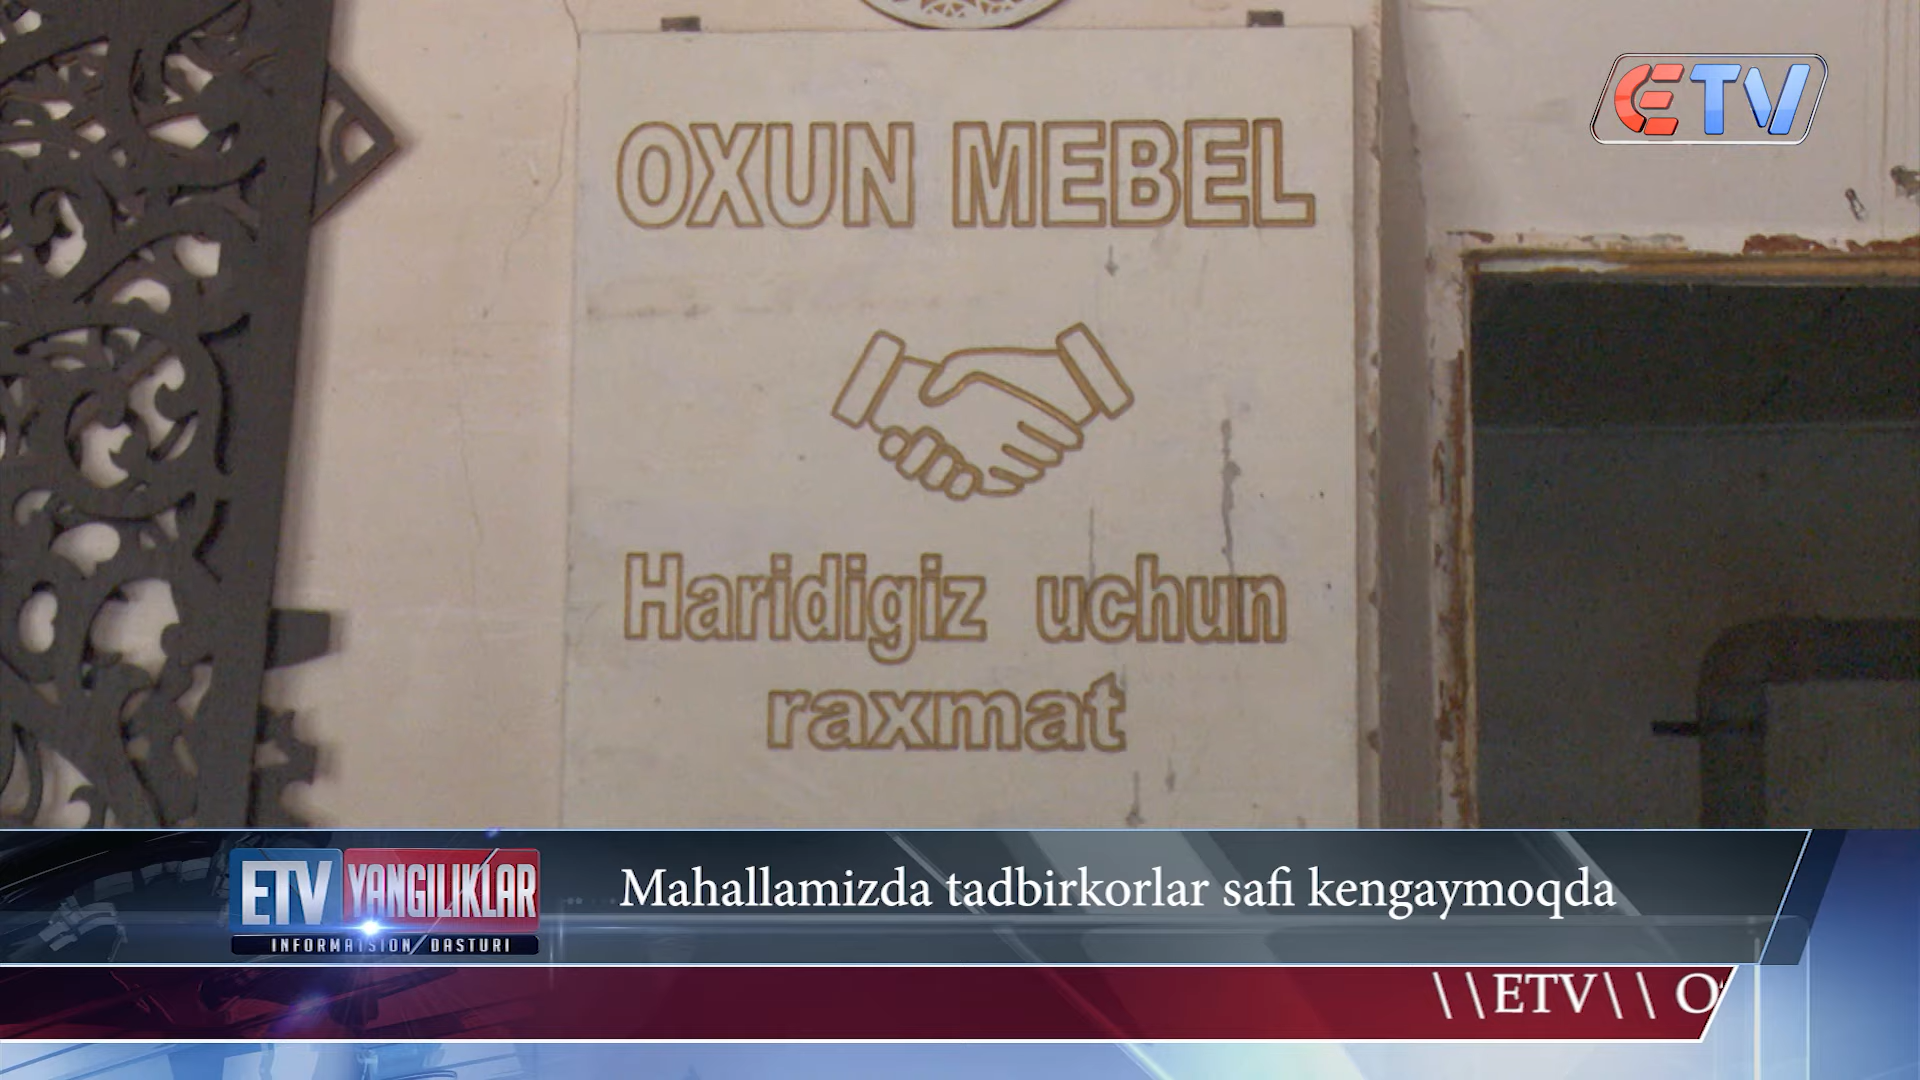 ETV
OXUN MEBEL
Haridigiz uchun
raxmat
ETV YANGILIKLAR
INFORMATSION DASTURI
Mahallamizda tadbirkorlar safi kengaymoqda
\\ETV\\